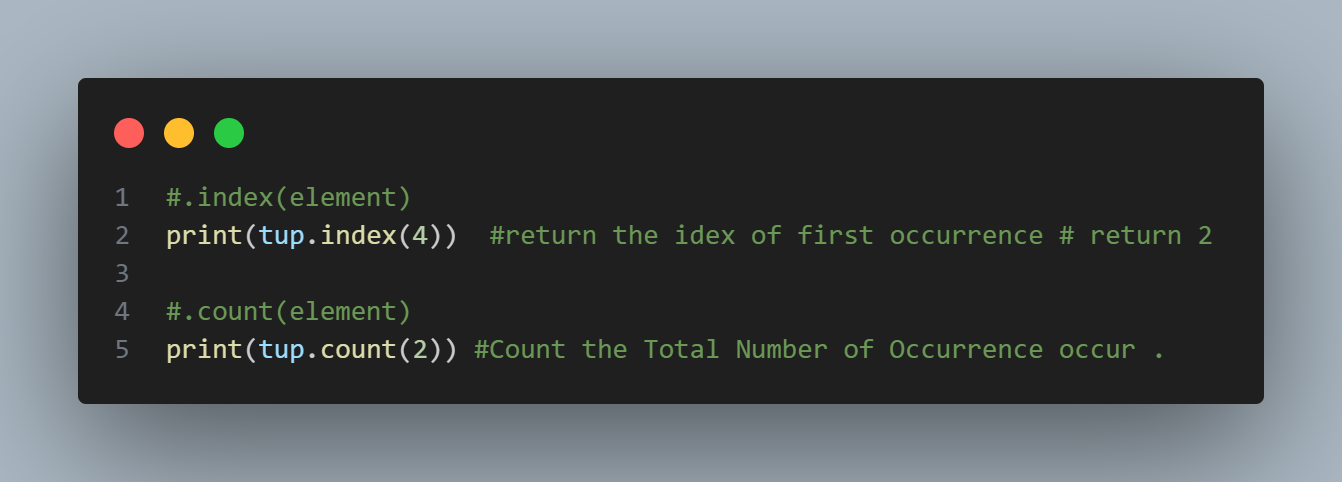 1 #.index(element)
2 print(tup.index(4))  #return the idex of first occurrence # return 2
3
4 #.count(element)
5 print(tup.count(2)) #Count the Total Number of Occurrence occur .